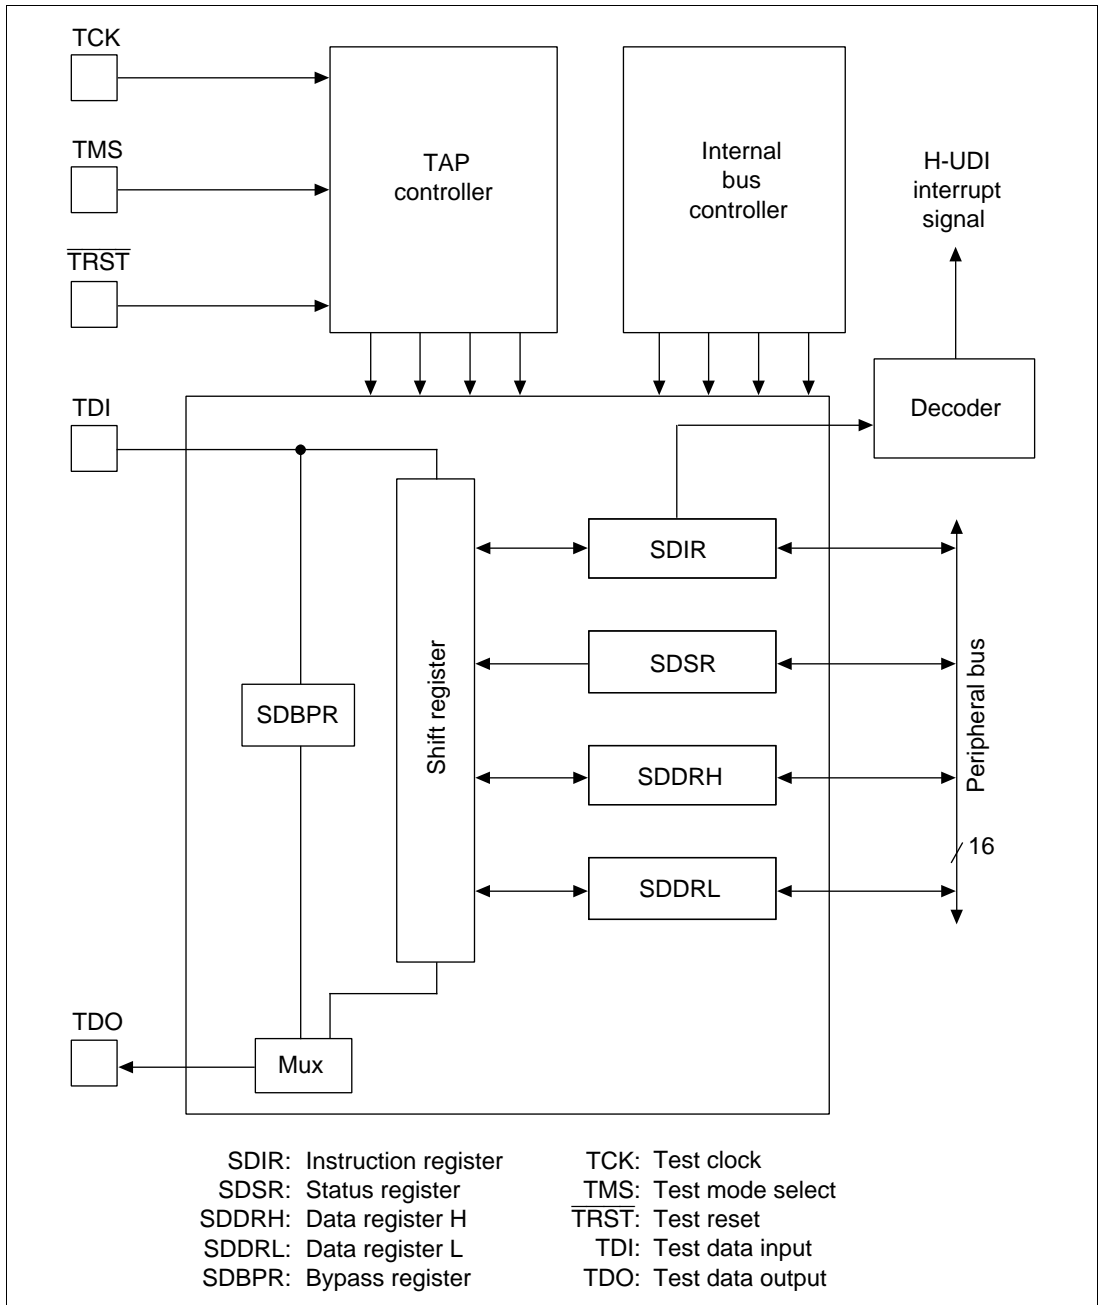 TCK
TMS
TRST
TDI
TDO
TAP
controller
Internal
bus
controller
H-UDI
interrupt
signal
Decoder
SDIR
SDSR
SDDRH
SDDRL
SDBPR
Shift register
Peripheral bus
16
Mux
SDIR: Instruction register
SDSR: Status register
SDDRH: Data register H
SDDRL: Data register L
SDBPR: Bypass register
TCK: Test clock
TMS: Test mode select
TRST: Test reset
TDI: Test data input
TDO: Test data output